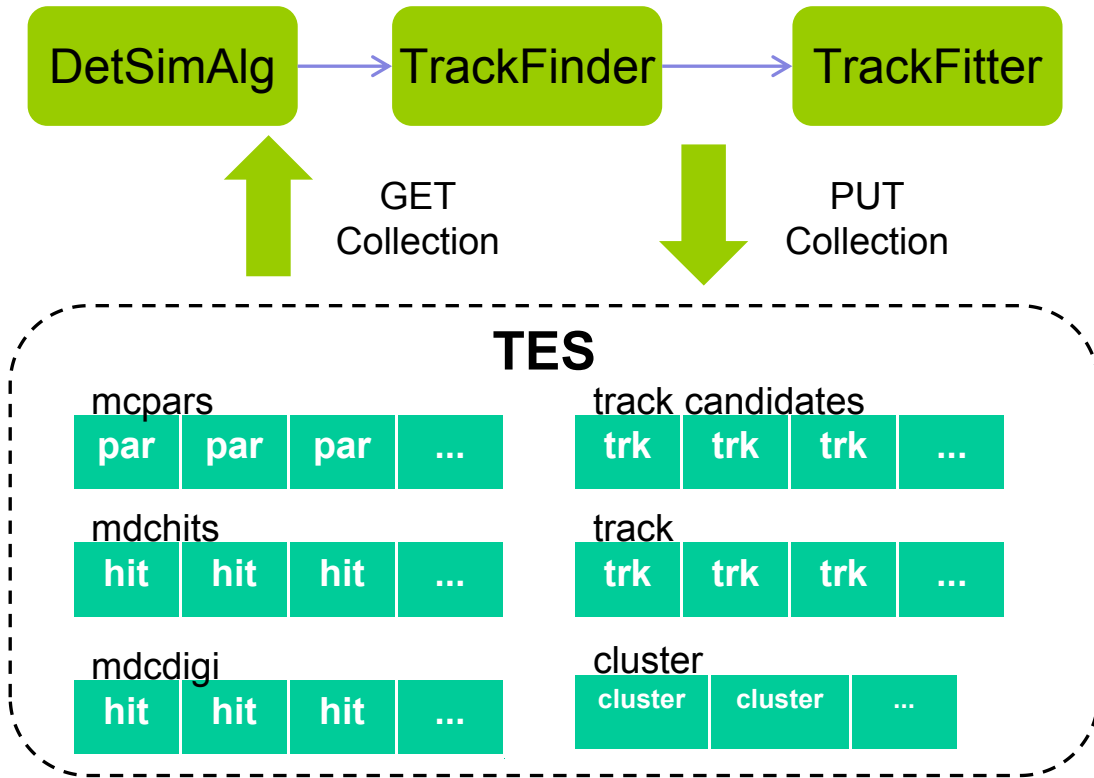 DetSimAlg
TrackFinder
TrackFitter
GET
Collection
PUT
Collection
TES
mcpars
par par par ...
track candidates
trk trk trk ...
mdchits
hit hit hit ...
track
trk trk trk ...
mdcdigi
hit hit hit ...
cluster
cluster cluster ...